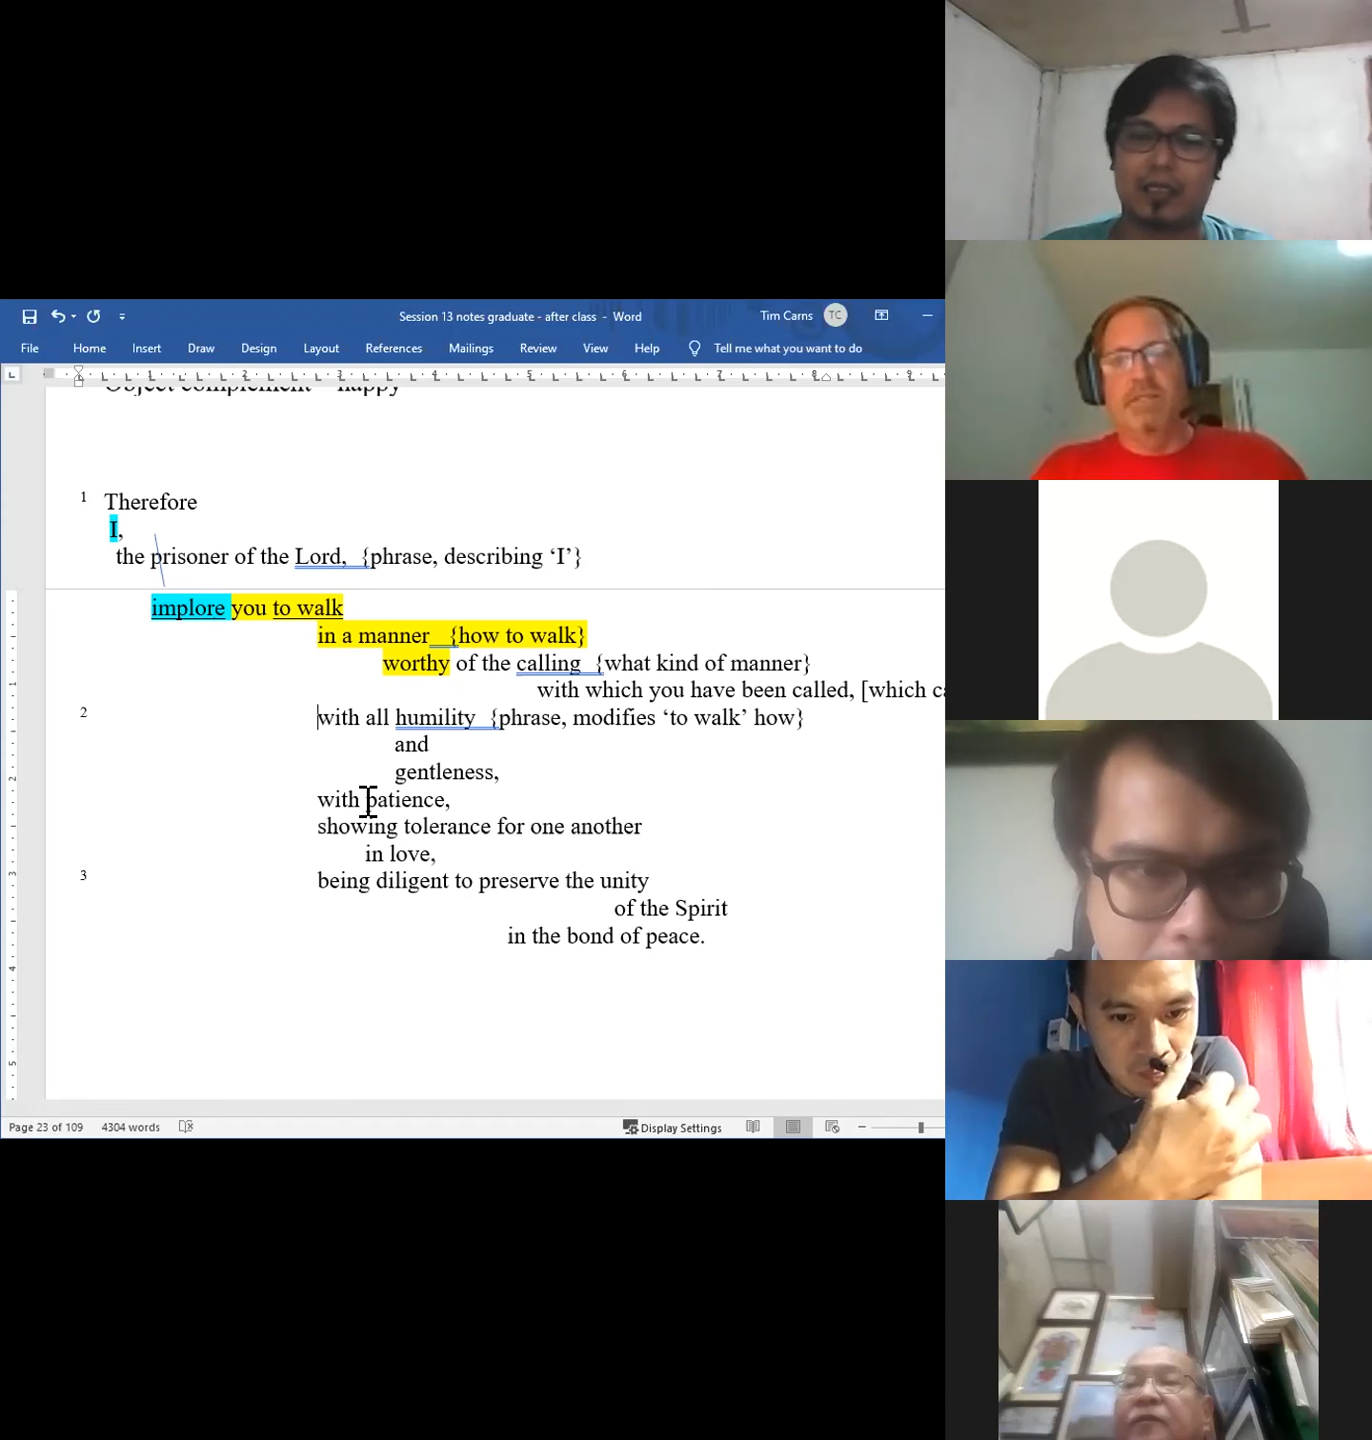 Session 13 notes graduate - after class - Word
Tim Carns TC
File Home Insert Draw Design Layout References Mailings Review View Help Tell me what you want to do
Object complement – happy
1 Therefore
I,
the prisoner of the Lord, {phrase, describing ‘I’}
implore you to walk
in a manner {how to walk}
worthy of the calling {what kind of manner}
with which you have been called, [which
2 with all humility {phrase, modifies ‘to walk’ how}
and
gentleness,
with patience,
showing tolerance for one another
in love,
3 being diligent to preserve the unity
of the Spirit
in the bond of peace.
Page 23 of 109 4304 words Display Settings